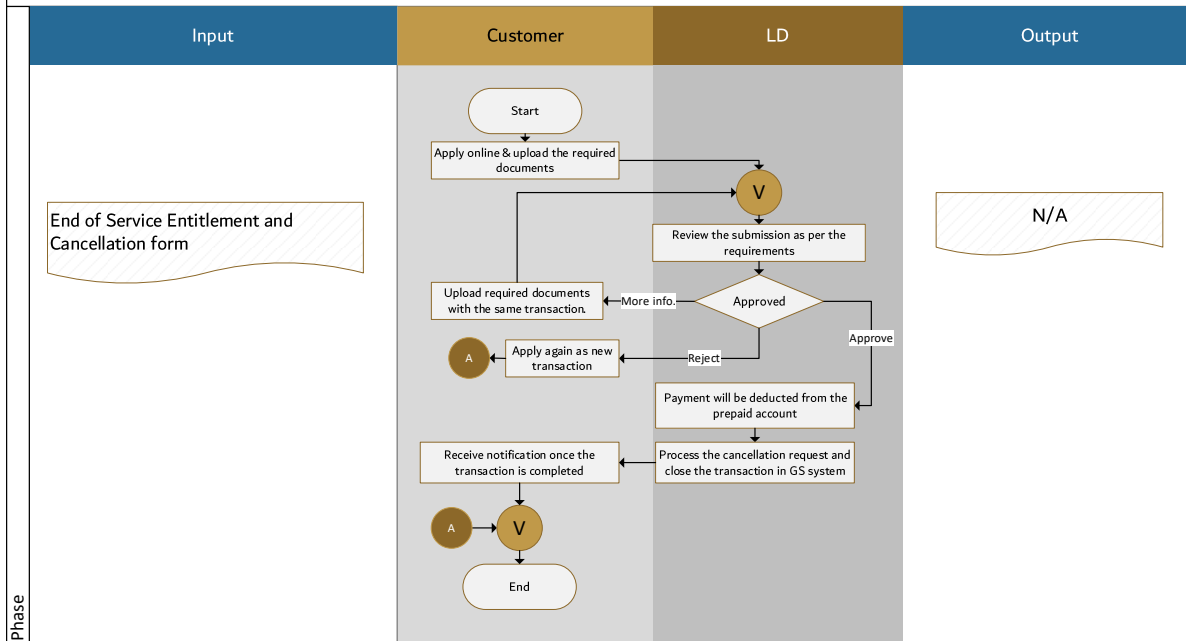 Input
Customer
LD
Output
Start
Apply online & upload the required
documents
V
End of Service Entitlement and
Cancellation form
N/A
Review the submission as per the
requirements
Upload required documents
with the same transaction.
More info.
Approved
Approve
A
Apply again as new
transaction
Reject
Payment will be deducted from the
prepaid account
Receive notification once the
transaction is completed
Process the cancellation request and
close the transaction in GS system
A
V
End
Phase